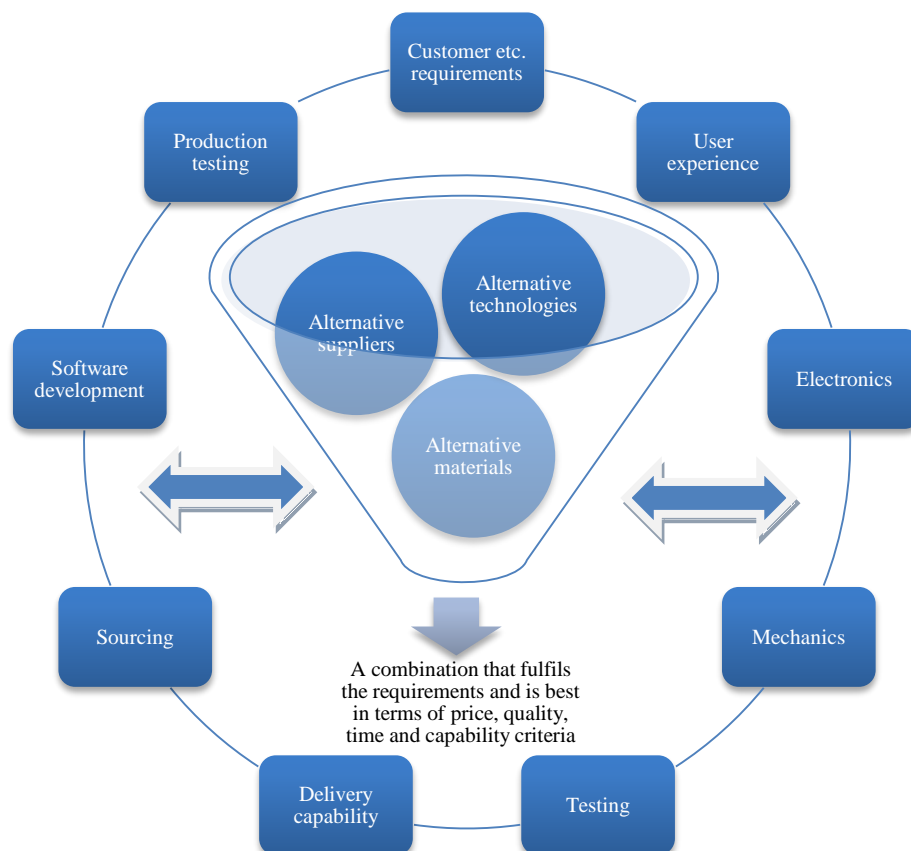 Customer etc.
requirements
User
experience
Electronics
Mechanics
Testing
Delivery
capability
Sourcing
Software
development
Production
testing
Alternative
technologies
Alternative
suppliers
Alternative
materials
A combination that fulfils
the requirements and is best
in terms of price, quality,
time and capability criteria